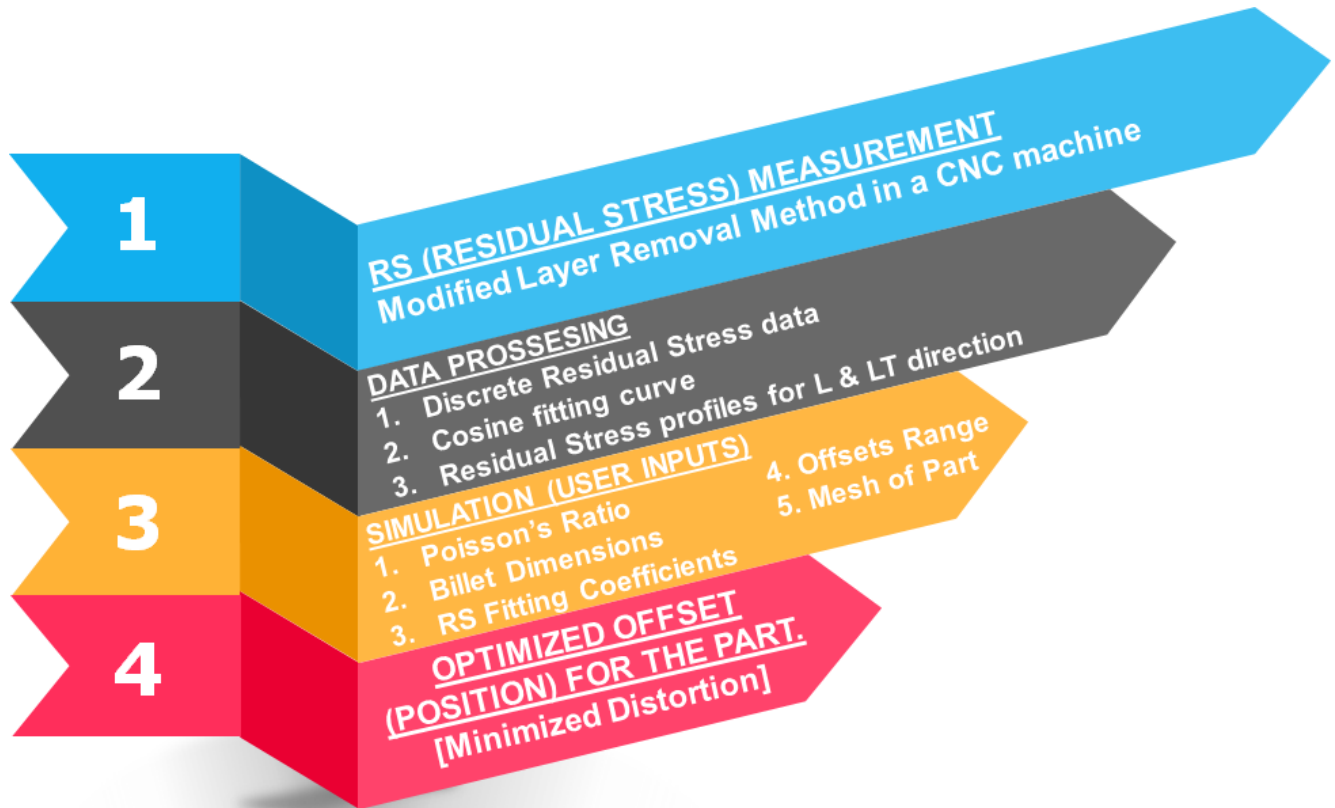 1
RS (RESIDUAL STRESS) MEASUREMENT
Modified Layer Removal Method in a CNC machine
2
DATA PROSSESING
1. Discrete Residual Stress data
2. Cosine fitting curve
3. Residual Stress profiles for L & LT direction
3
SIMULATION (USER INPUTS)
1. Poisson's Ratio
2. Billet Dimensions
3. RS Fitting Coefficients
4. Offsets Range
5. Mesh of Part
4
OPTIMIZED OFFSET
(POSITION) FOR THE PART.
[Minimized Distortion]